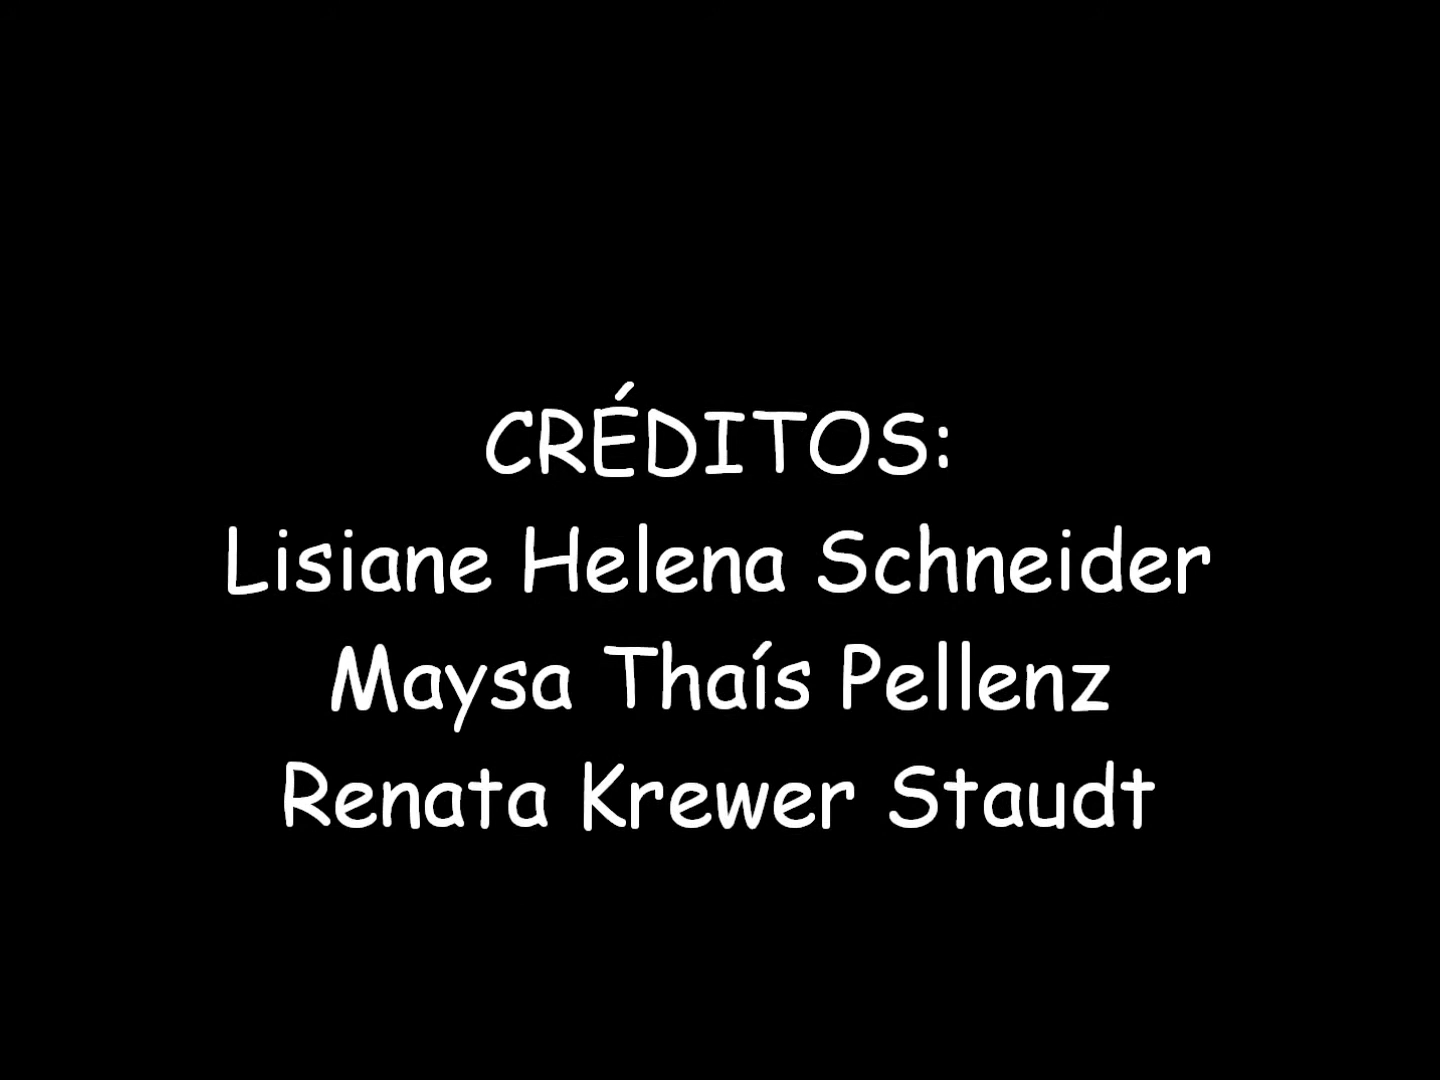 CRÉDITOS:
Lisiane Helena Schneider
Maysa Thaís Pellenz
Renata Krewer Staudt